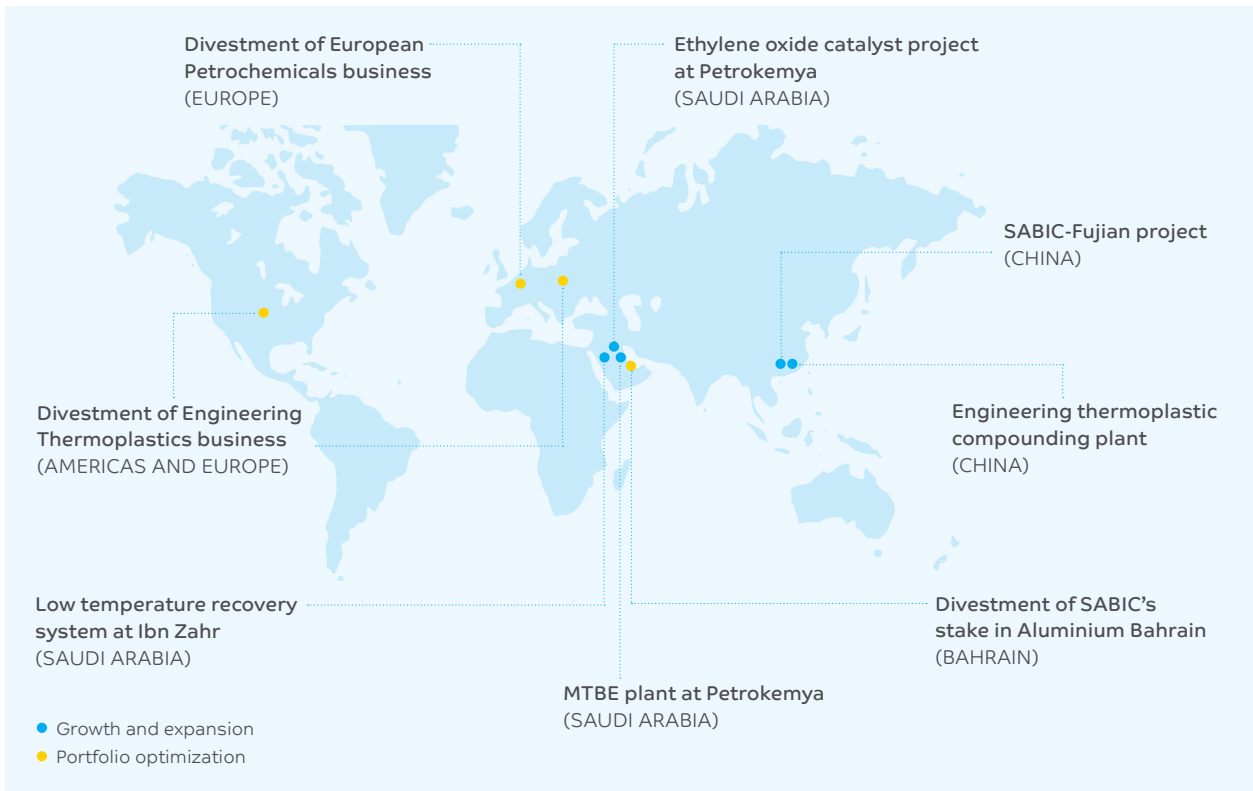 Divestment of European
Petrochemicals business
(EUROPE)
Ethylene oxide catalyst project
at Petrokemya
(SAUDI ARABIA)
SABIC-Fujian project
(CHINA)
Divestment of Engineering
Thermoplastics business
(AMERICAS AND EUROPE)
Engineering thermoplastic
compounding plant
(CHINA)
Low temperature recovery
system at Ibn Zahr
(SAUDI ARABIA)
Divestment of SABIC’s
stake in Aluminium Bahrain
(BAHRAIN)
MTBE plant at Petrokemya
(SAUDI ARABIA)
Growth and expansion
Portfolio optimization